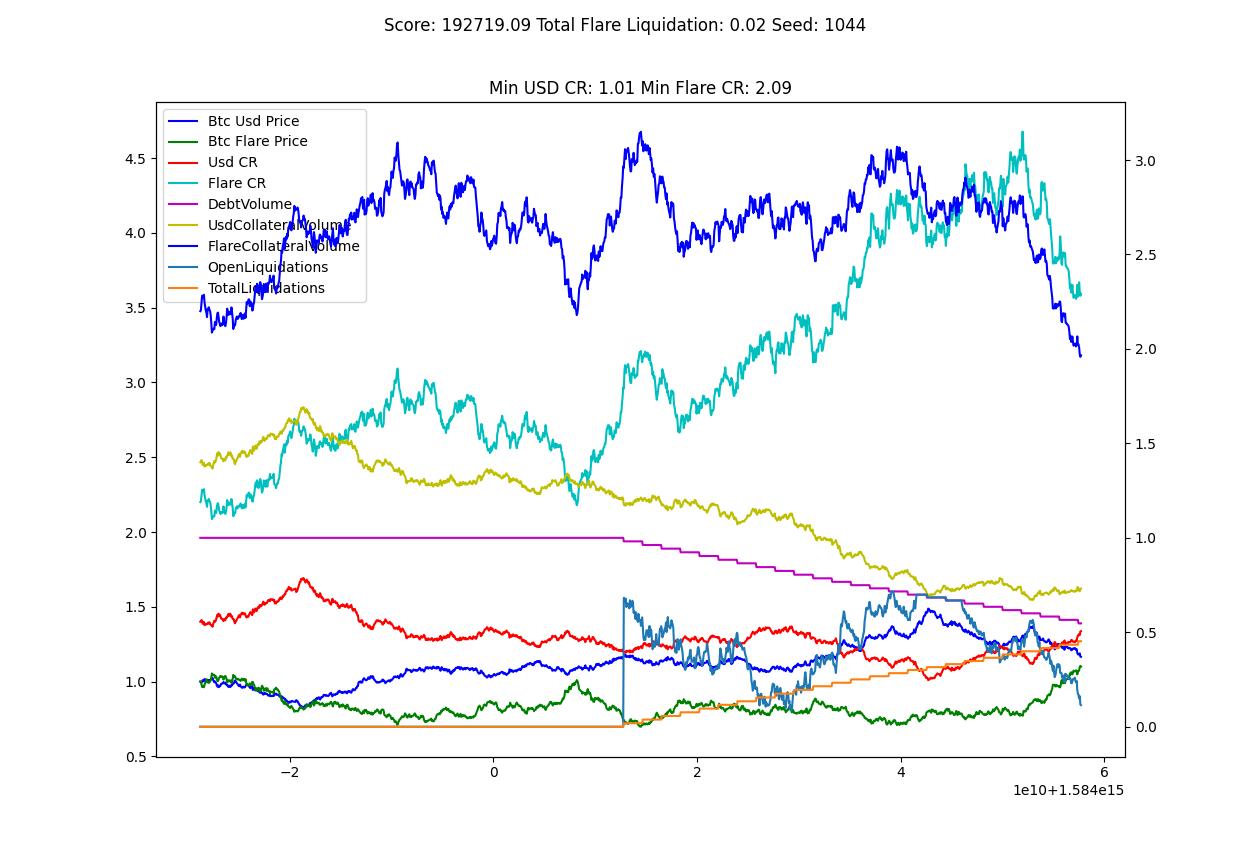 Score: 192719.09 Total Flare Liquidation: 0.02 Seed: 1044
Min USD CR: 1.01 Min Flare CR: 2.09
Btc Usd Price
Btc Flare Price
Usd CR
Flare CR
DebtVolume
UsdCollateralVolume
FlareCollateralVolume
OpenLiquidations
TotalLiquidations
4.5
4.0
3.5
3.0
2.5
2.0
1.5
1.0
0.5
3.0
2.5
2.0
1.5
1.0
0.5
0.0
−2
0
2
4
6
1e10+1.584e15